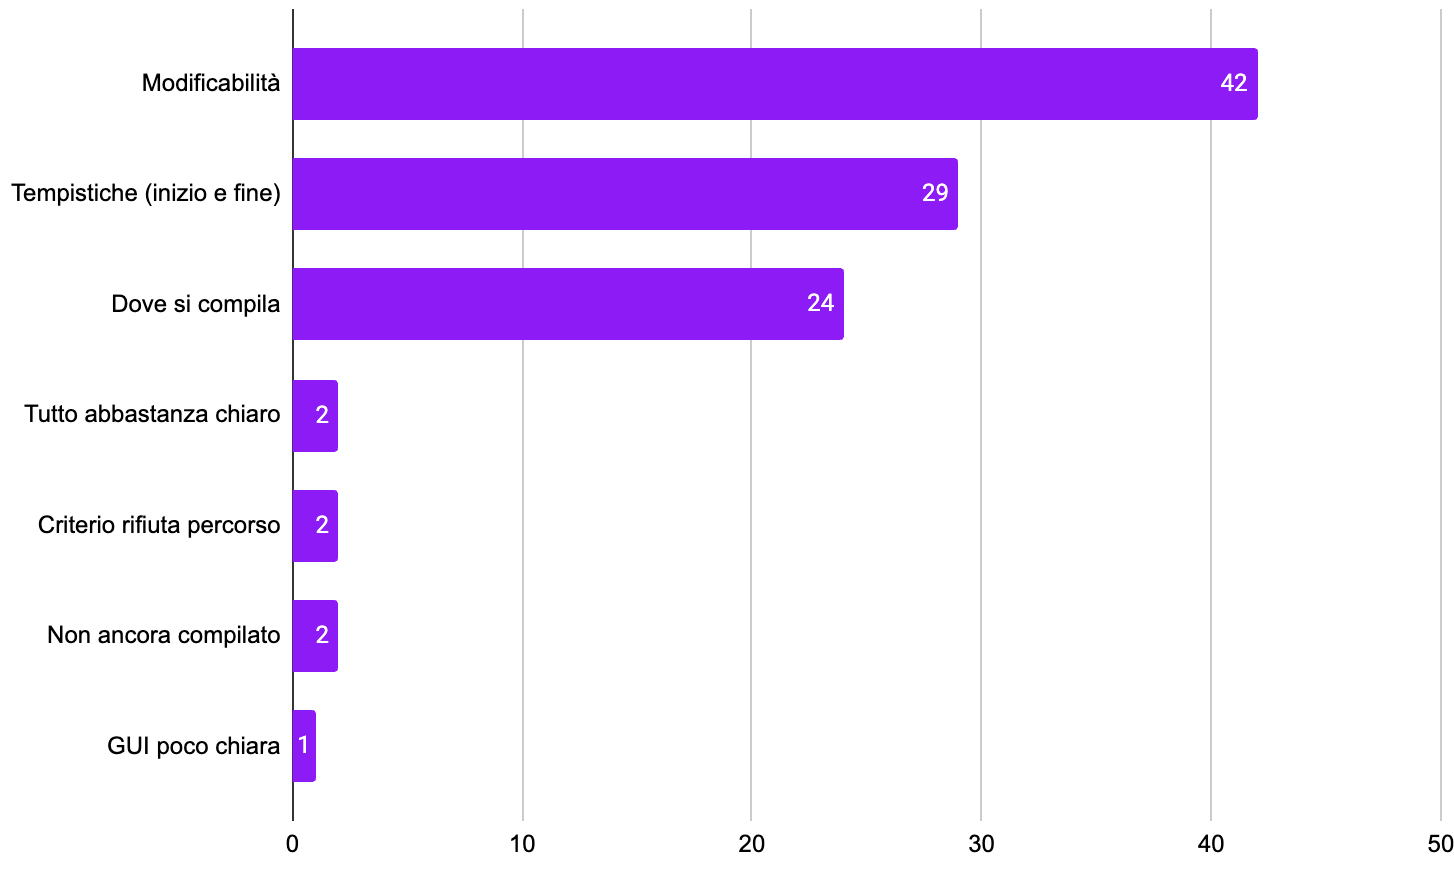 Modificabilità
42
Tempistiche (inizio e fine)
29
Dove si compila
24
Tutto abbastanza chiaro
2
Criterio rifiuta percorso
2
Non ancora compilato
2
GUI poco chiara
1
0 10 20 30 40 50